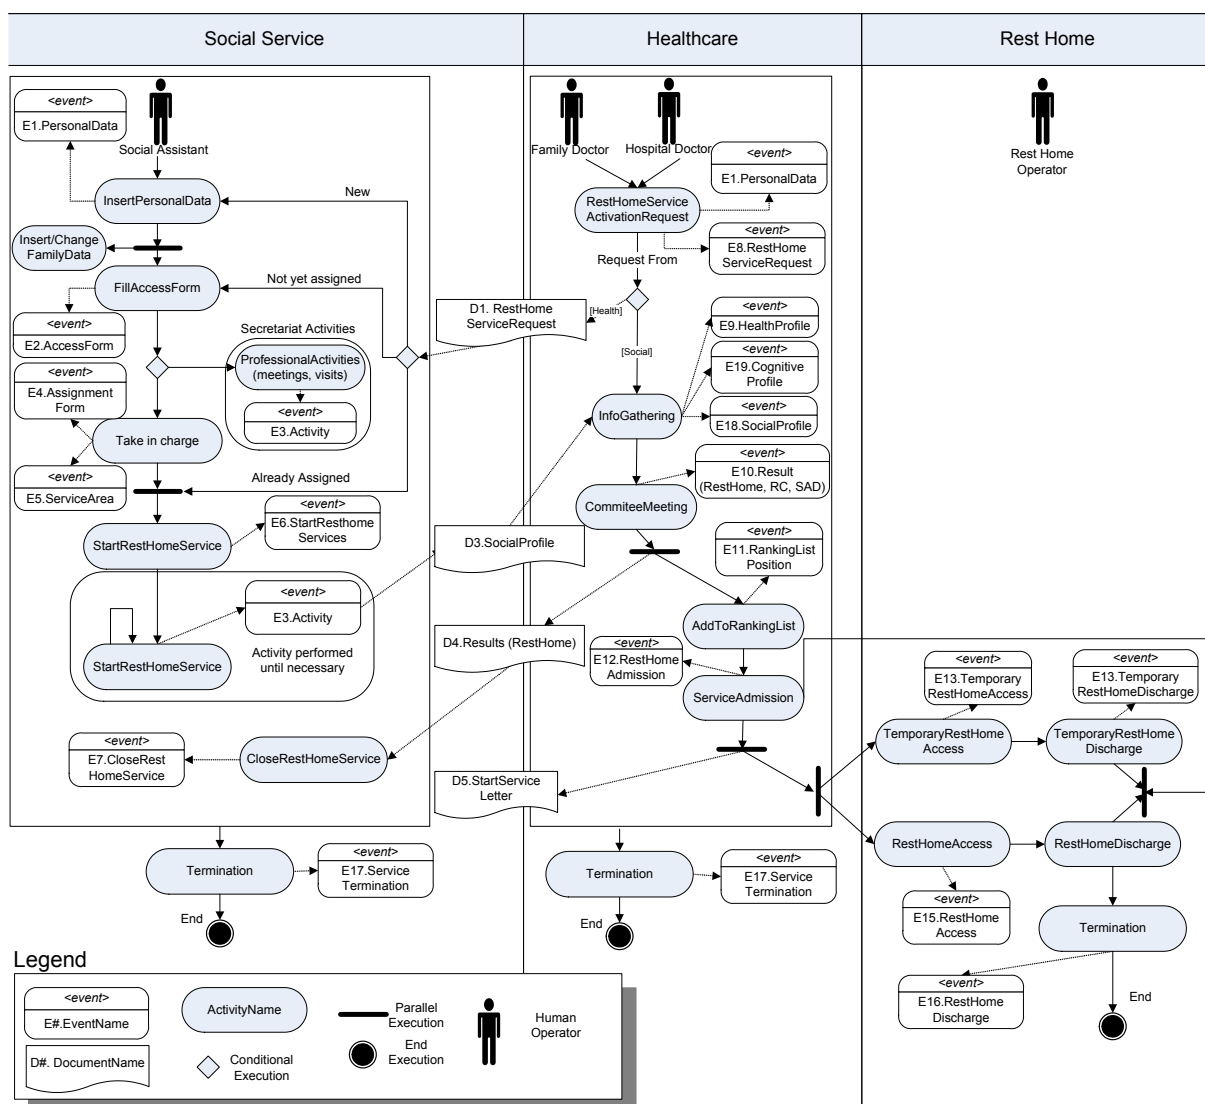 Social Service
Healthcare
Rest Home
<event>
E1.PersonalData
Social Assistant
InsertPersonalData
New
Insert/Change
FamilyData
FillAccessForm
Not yet assigned
<event>
E2.AccessForm
Secretariat Activities
ProfessionalActivities
(meetings, visits)
<event>
E3.Activity
<event>
E4.Assignment
Form
Take in charge
<event>
E5.ServiceArea
Already Assigned
StartRestHomeService
<event>
E6.StartResthome
Services
<event>
E3.Activity
StartRestHomeService
Activity performed
until necessary
<event>
E7.CloseRest
HomeService
CloseRestHomeService
Termination
<event>
E17.Service
Termination
End
D1. RestHome
ServiceRequest
D3.SocialProfile
D4.Results (RestHome)
D5.StartService
Letter
Family Doctor
Hospital Doctor
<event>
E1.PersonalData
RestHomeService
ActivationRequest
<event>
E8.RestHome
ServiceRequest
Request From
[Health]
[Social]
<event>
E9.HealthProfile
<event>
E19.Cognitive
Profile
<event>
E18.SocialProfile
InfoGathering
<event>
E10.Result
(RestHome, RC, SAD)
CommiteeMeeting
<event>
E11.RankingList
Position
AddToRankingList
<event>
E12.RestHome
Admission
ServiceAdmission
Termination
<event>
E17.Service
Termination
End
Rest Home
Operator
<event>
E13.Temporary
RestHomeAccess
<event>
E13.Temporary
RestHomeDischarge
TemporaryRestHome
Access
TemporaryRestHome
Discharge
RestHomeAccess
RestHomeDischarge
<event>
E15.RestHome
Access
Termination
<event>
E16.RestHome
Discharge
End
Legend
<event>
E#.EventName
ActivityName
Parallel
Execution
Human
Operator
D#. DocumentName
Conditional
Execution
End
Execution